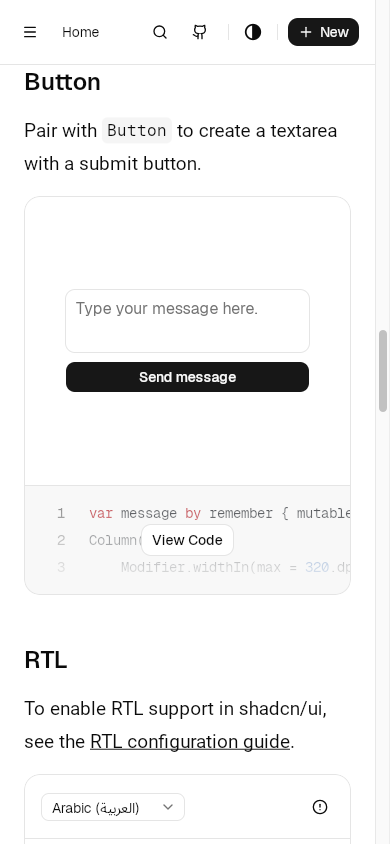 Home
New
Button
Pair with Button to create a textarea
with a submit button.
Type your message here.
Send message
1 var message by remember { mutable
2 Column(
View Code
3 Modifier.widthIn(max = 320.dp
RTL
To enable RTL support in shadcn/ui,
see the RTL configuration guide.
Arabic (العربية)